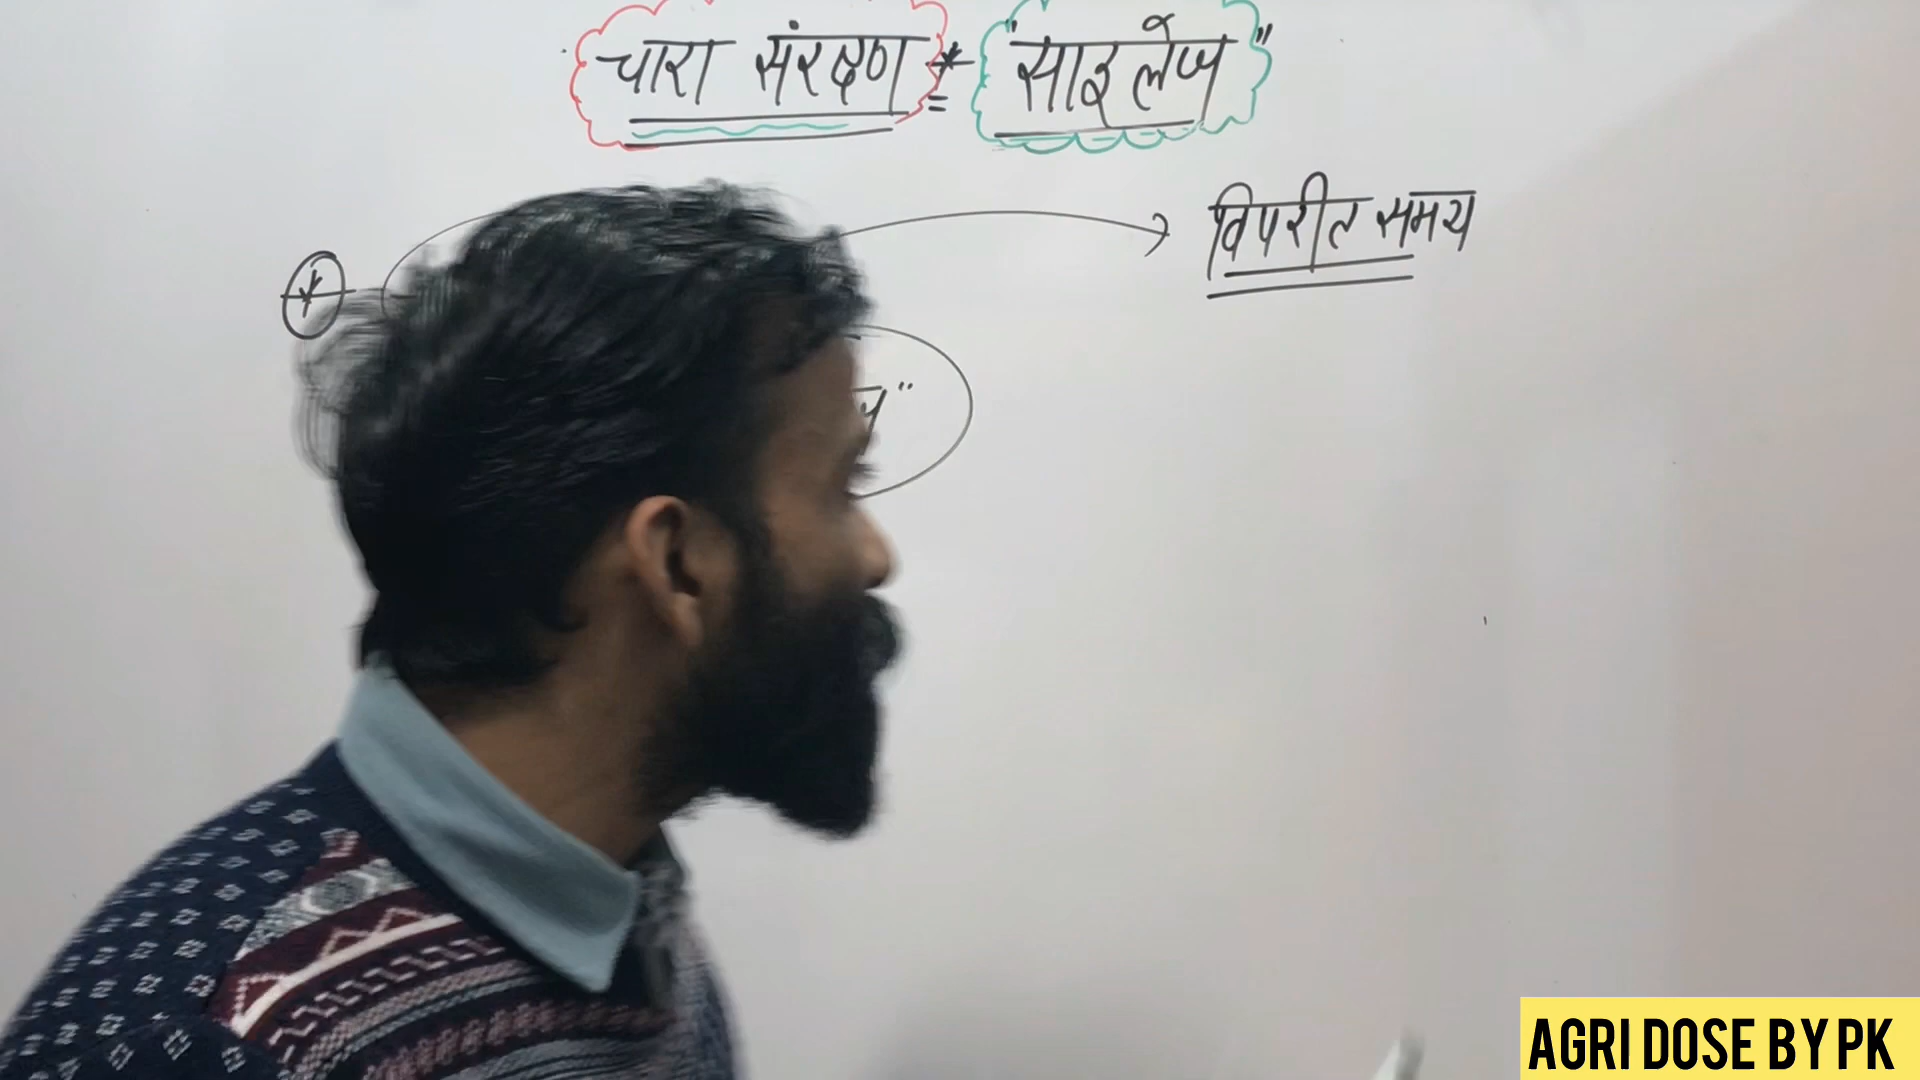 चारा संरक्षण * = "साइलेज"
विपरीत समय
AGRI DOSE BY PK